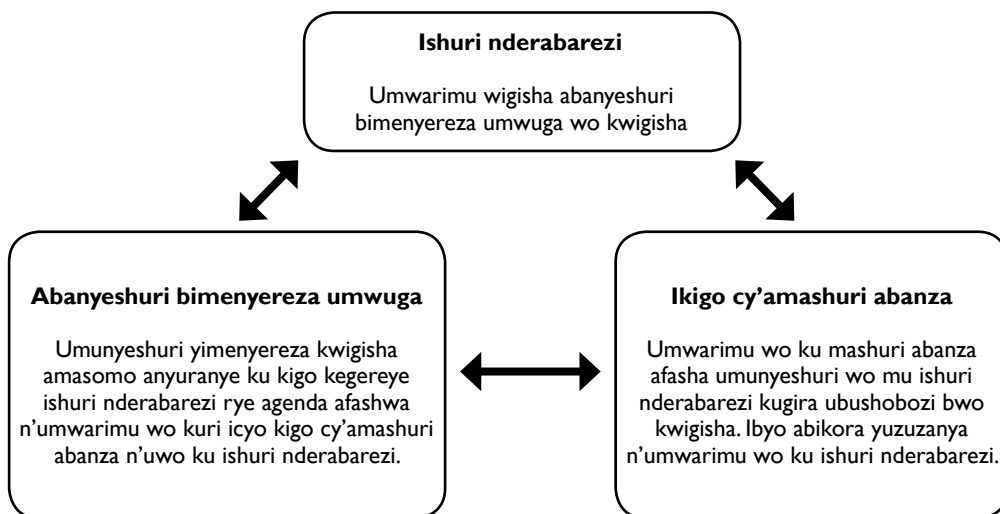 Ishuri nderabarezi
Umwarimu wigisha abanyeshuri
bimenyereza umwuga wo kwigisha
Abanyeshuri bimenyereza umwuga
Umunyeshuri yimenyereza kwigisha
amasomo anyuranye ku kigo kegereye
ishuri nderabarezi rye agenda afashwa
n'umwarimu wo kuri icyo kigo cy'amashuri
abanza n'uwo ku ishuri nderabarezi.
Ikigo cy'amashuri abanza
Umwarimu wo ku mashuri abanza
afasha umunyeshuri wo mu ishuri
nderabarezi kugira ubushobozi bwo
kwigisha. Ibyo abikora yuzuzanya
n'umwarimu wo ku ishuri nderabarezi.